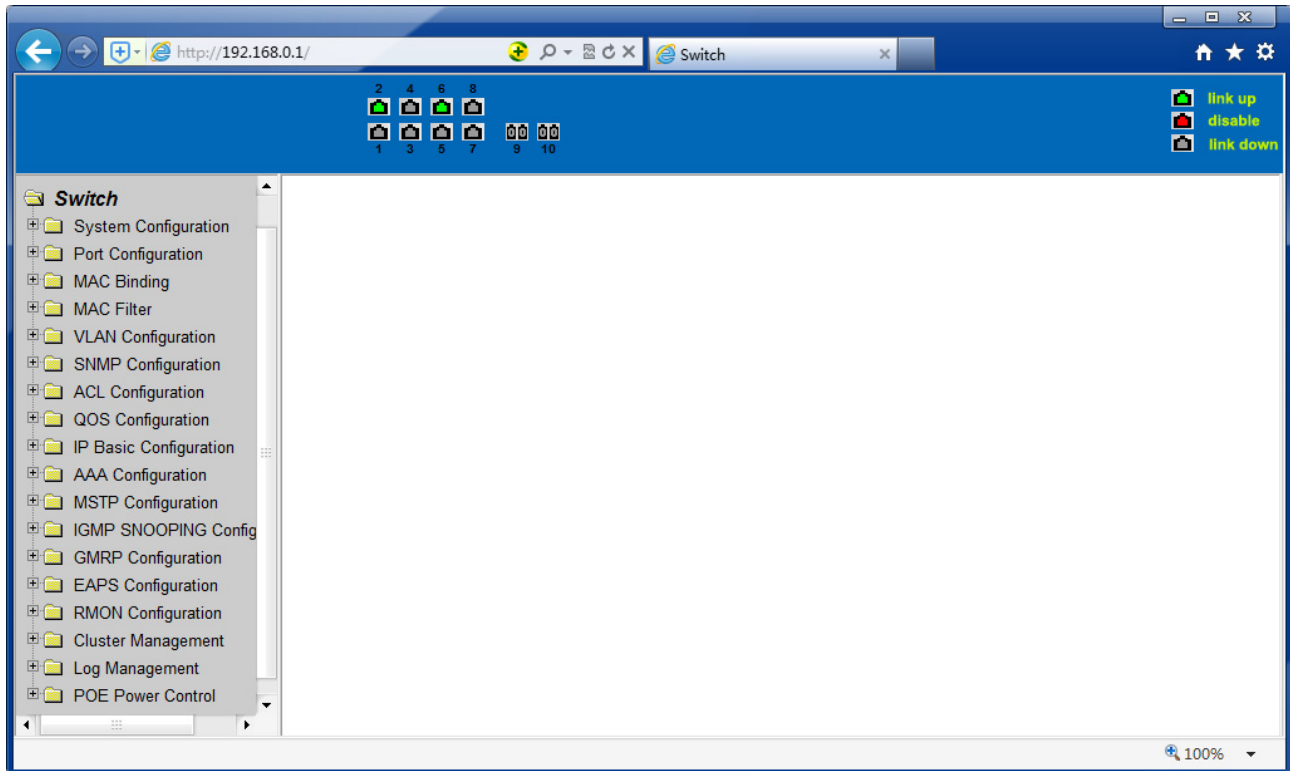 http://192.168.0.1/
Switch
2 4 6 8
1 3 5 7 9 10
link up
disable
link down
Switch
System Configuration
Port Configuration
MAC Binding
MAC Filter
VLAN Configuration
SNMP Configuration
ACL Configuration
QOS Configuration
IP Basic Configuration
AAA Configuration
MSTP Configuration
IGMP SNOOPING Config
GMRP Configuration
EAPS Configuration
RMON Configuration
Cluster Management
Log Management
POE Power Control
100%